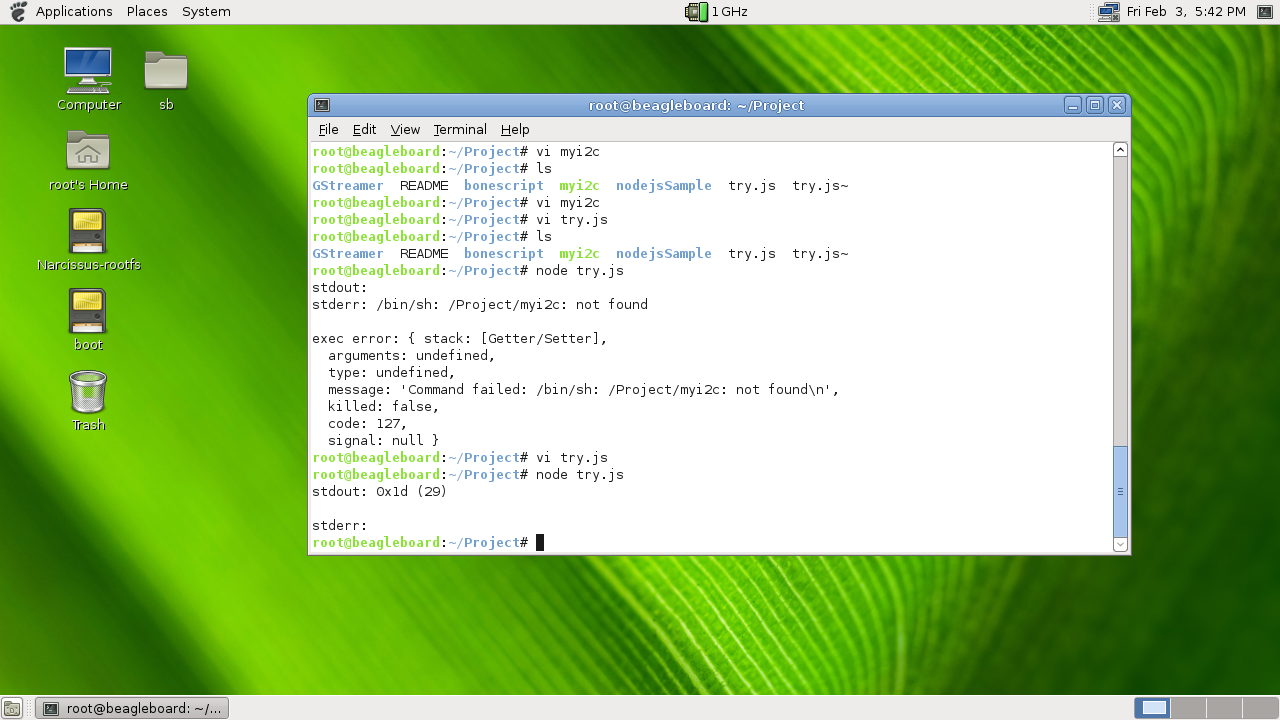 Applications Places System 1 GHz Fri Feb 3, 5:42 PM
Computer
sb
root's Home
Narcissus-rootfs
boot
Trash
root@beagleboard: ~/Project
File Edit View Terminal Help
root@beagleboard:~/Project# vi myi2c
root@beagleboard:~/Project# ls
GStreamer README bonescript myi2c nodejsSample try.js try.js~
root@beagleboard:~/Project# vi myi2c
root@beagleboard:~/Project# vi try.js
root@beagleboard:~/Project# ls
GStreamer README bonescript myi2c nodejsSample try.js try.js~
root@beagleboard:~/Project# node try.js
stdout:
stderr: /bin/sh: /Project/myi2c: not found
exec error: { stack: [Getter/Setter],
arguments: undefined,
type: undefined,
message: 'Command failed: /bin/sh: /Project/myi2c: not found\n',
killed: false,
code: 127,
signal: null }
root@beagleboard:~/Project# vi try.js
root@beagleboard:~/Project# node try.js
stdout: 0x1d (29)
stderr:
root@beagleboard:~/Project#
root@beagleboard: ~/...